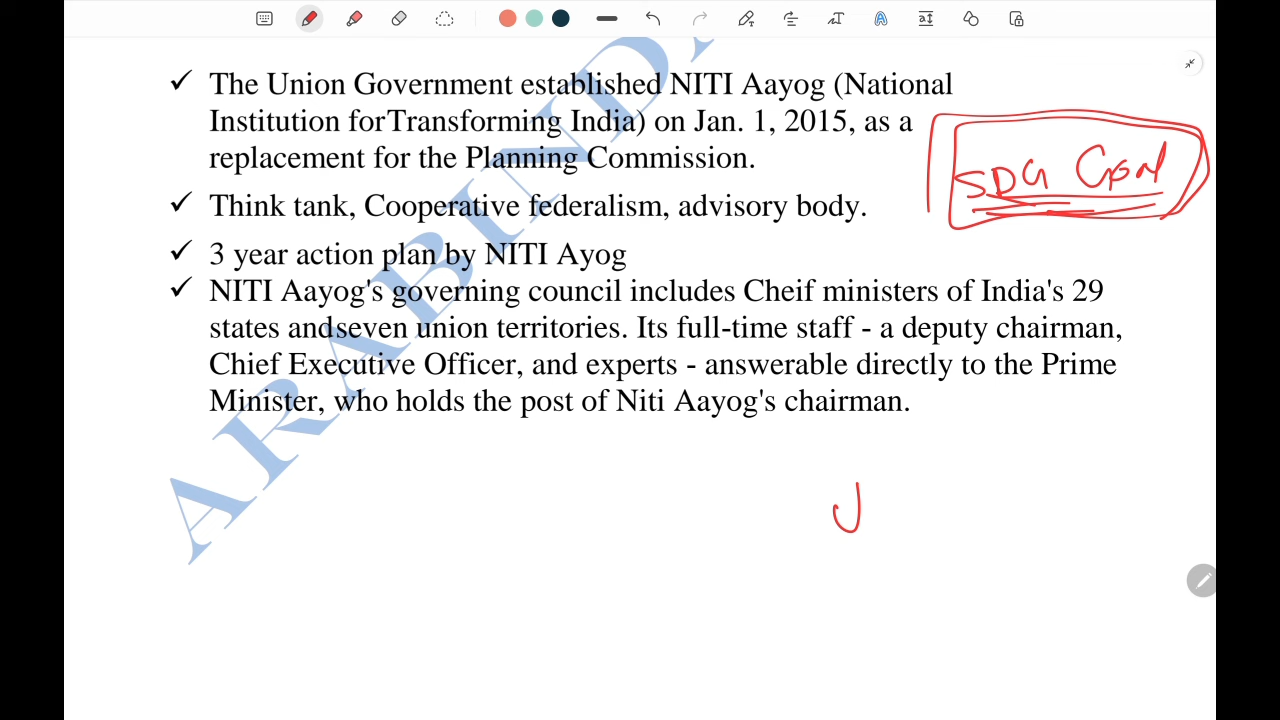 The Union Government established NITI Aayog (National
Institution forTransforming India) on Jan. 1, 2015, as a
replacement for the Planning Commission.
SDG Goal
Think tank, Cooperative federalism, advisory body.
3 year action plan by NITI Ayog
NITI Aayog's governing council includes Cheif ministers of India's 29
states andseven union territories. Its full-time staff - a deputy chairman,
Chief Executive Officer, and experts - answerable directly to the Prime
Minister, who holds the post of Niti Aayog's chairman.
J
ARABIND